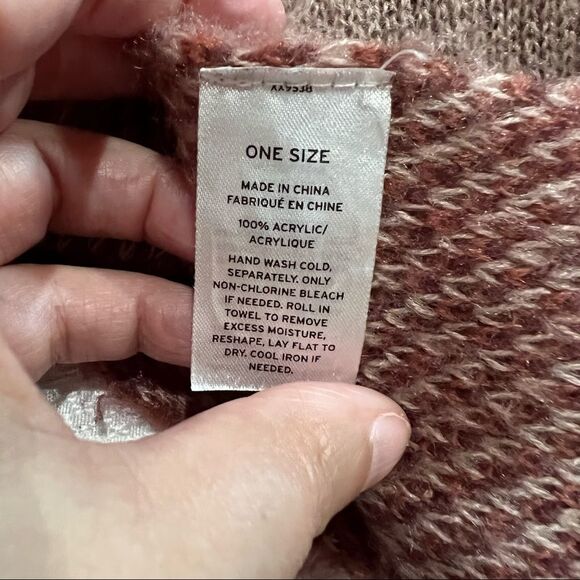 ONE SIZE
MADE IN CHINA
FABRIQUÉ EN CHINE
100% ACRYLIC/
ACRYLIQUE
HAND WASH COLD,
SEPARATELY. ONLY
NON-CHLORINE BLEACH
IF NEEDED. ROLL IN
TOWEL TO REMOVE
EXCESS MOISTURE,
RESHAPE, LAY FLAT TO
DRY. COOL IRON IF
NEEDED.